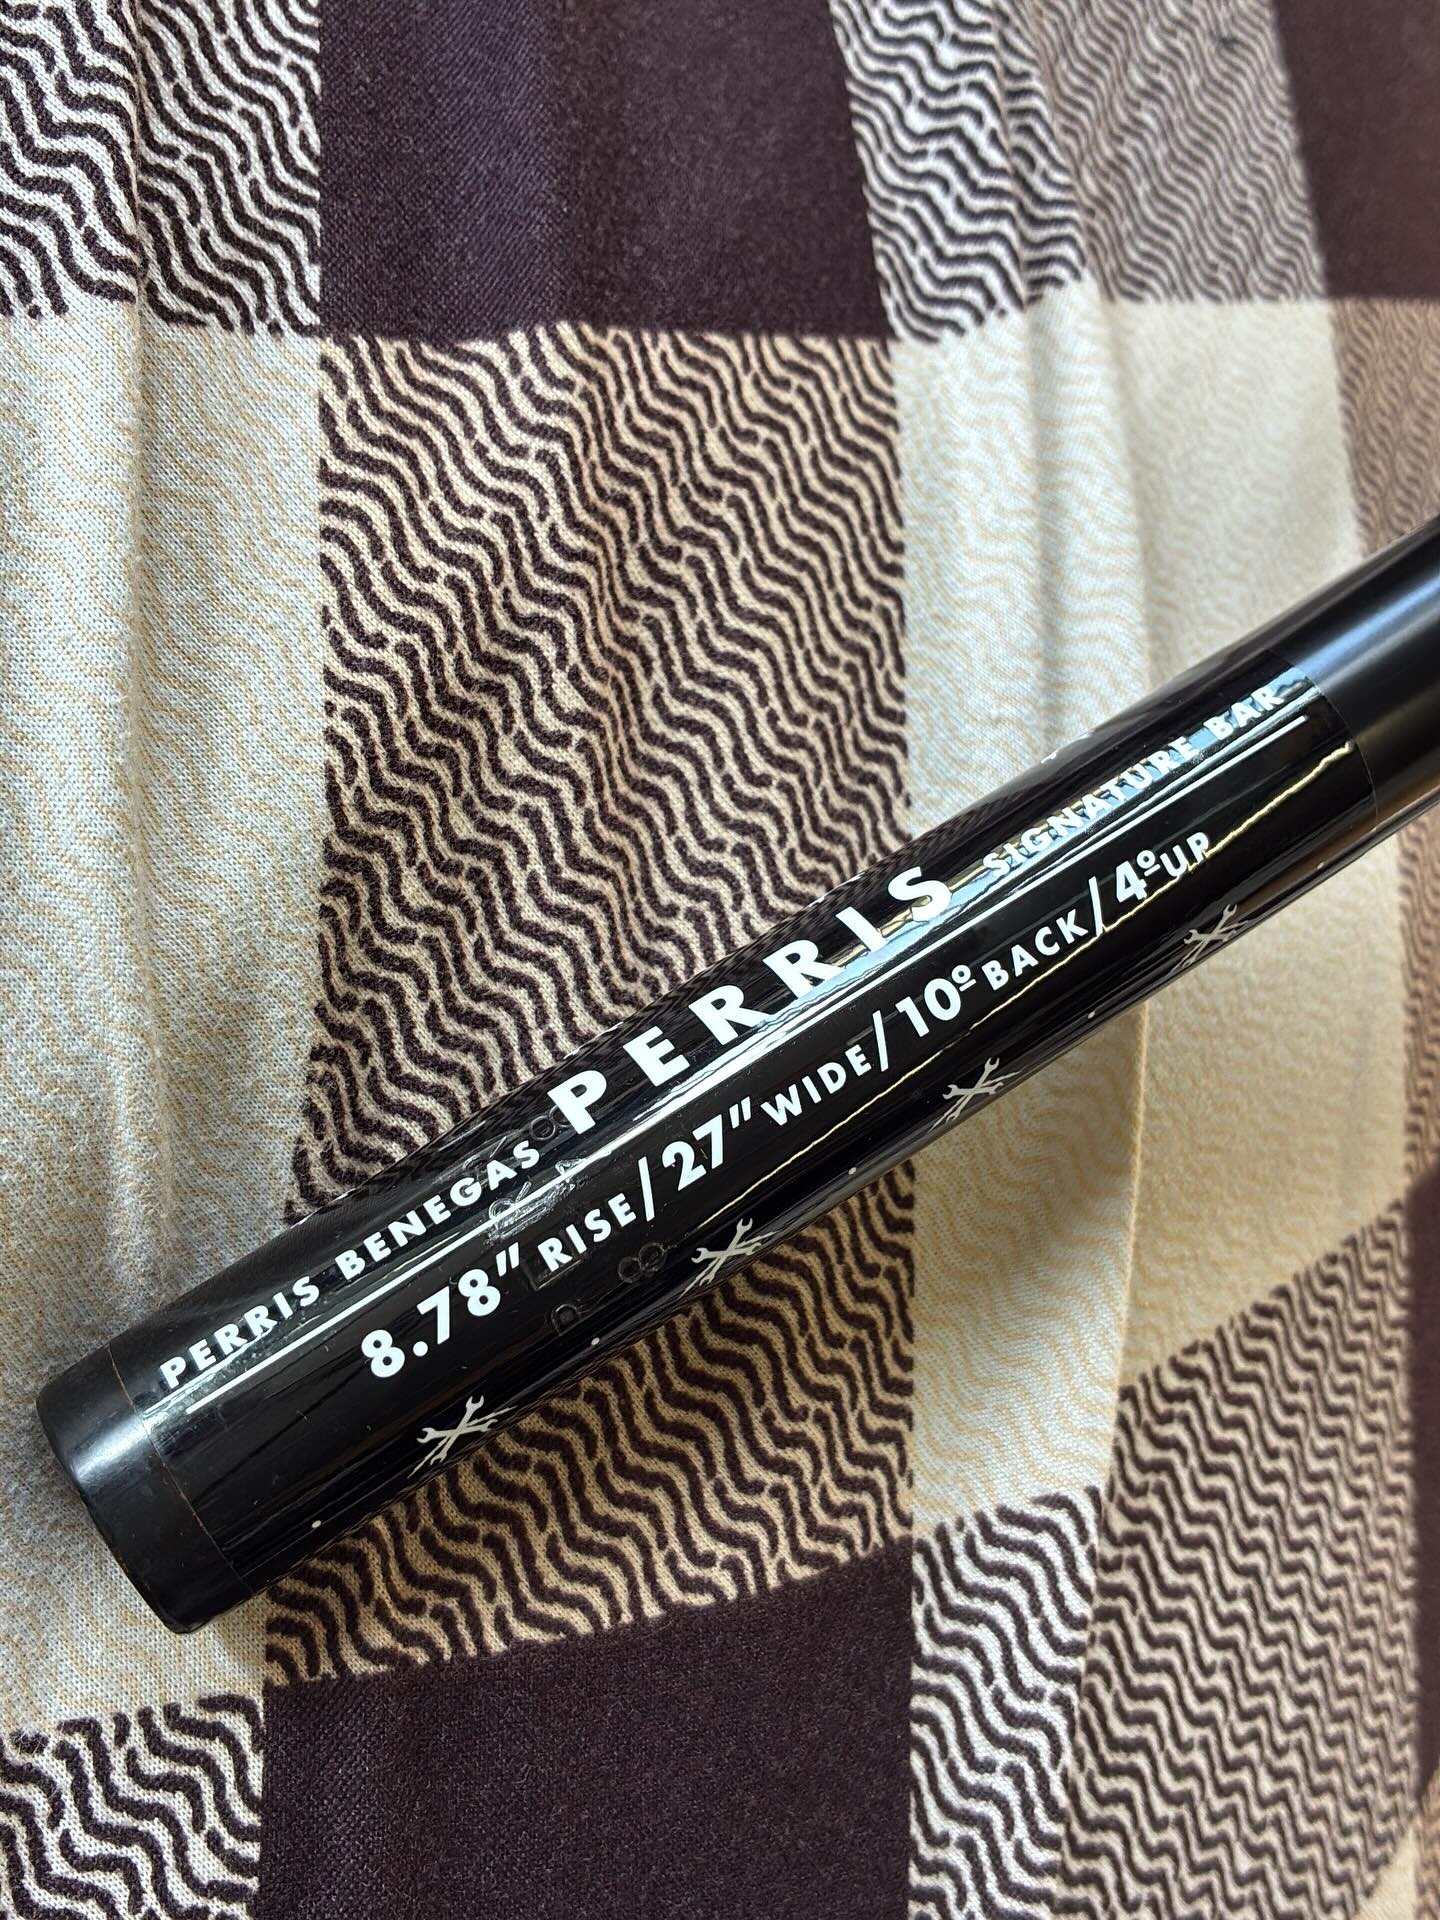 PERRIS BENEGAS PERRIS SIGNATURE BAR
8.78" RISE/27" WIDE/10º BACK/4º UP